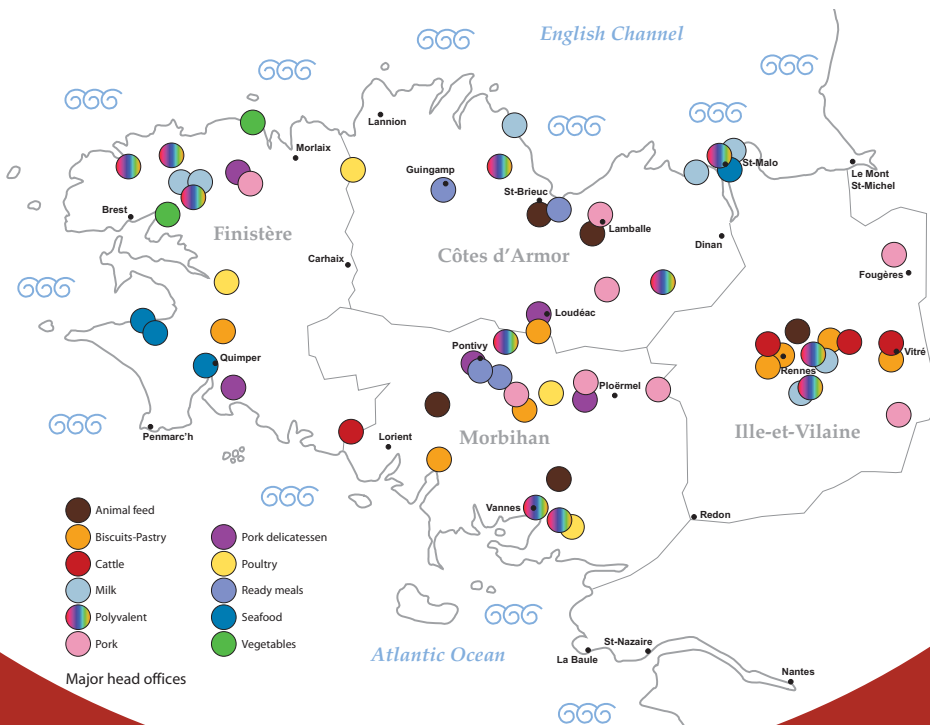 English Channel
Lannion
Morlaix
Guingamp
St-Malo
Le Mont
St-Michel
St-Brieuc
Brest
Lamballe
Finistère
Dinan
Côtes d'Armor
Carhaix
Fougères
Loudéac
Pontivy
Vitré
Quimper
Rennes
Ploërmel
Penmarc'h
Lorient
Morbihan
Ille-et-Vilaine
Vannes
Redon
Animal feed
Biscuits-Pastry
Cattle
Milk
Polyvalent
Pork
Pork delicatessen
Poultry
Ready meals
Seafood
Vegetables
Major head offices
Atlantic Ocean
St-Nazaire
La Baule
Nantes